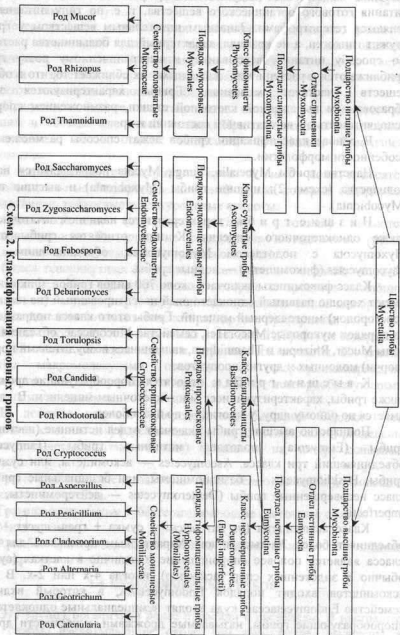 Царство грибы
Mycetalia
Подцарство низшие грибы
Myxobionta
Отдел слизневики
Myxomycota
Подотдел слизистые грибы
Myxomycotina
Класс фикомицеты
Phycomycetes
Порядок мукоровые
Mycorales
Семейство головчатые
Mucoraceae
Род Mucor
Род Rhizopus
Род Thamnidium
Подцарство высшие грибы
Mycobionta
Отдел истинные грибы
Eumycota
Подотдел истинные грибы
Eumycotina
Класс сумчатые грибы
Ascomycetes
Порядок эндомицетовые грибы
Endomycetales
Семейство эндомицеты
Endomycetaceae
Род Saccharomyces
Род Zygosaccharomyces
Род Fabospora
Род Debariomyces
Класс базидиомицеты
Basidiomycetes
Порядок протоасковые
Protoascales
Семейство криптококковые
Cryptococcaceae
Род Torulopsis
Род Candida
Род Rhodotorula
Род Cryptococcus
Класс несовершенные грибы
Deuteromycetes
(Fungi imperfecti)
Порядок гифомицецальные грибы
Hyphomycetales
(Moniliales)
Семейство монилиевые
Moniliaceae
Род Aspergillus
Род Penicillium
Род Cladosporium
Род Alternaria
Род Geotrichum
Род Catenularia
Схема 2. Классификация основных грибов